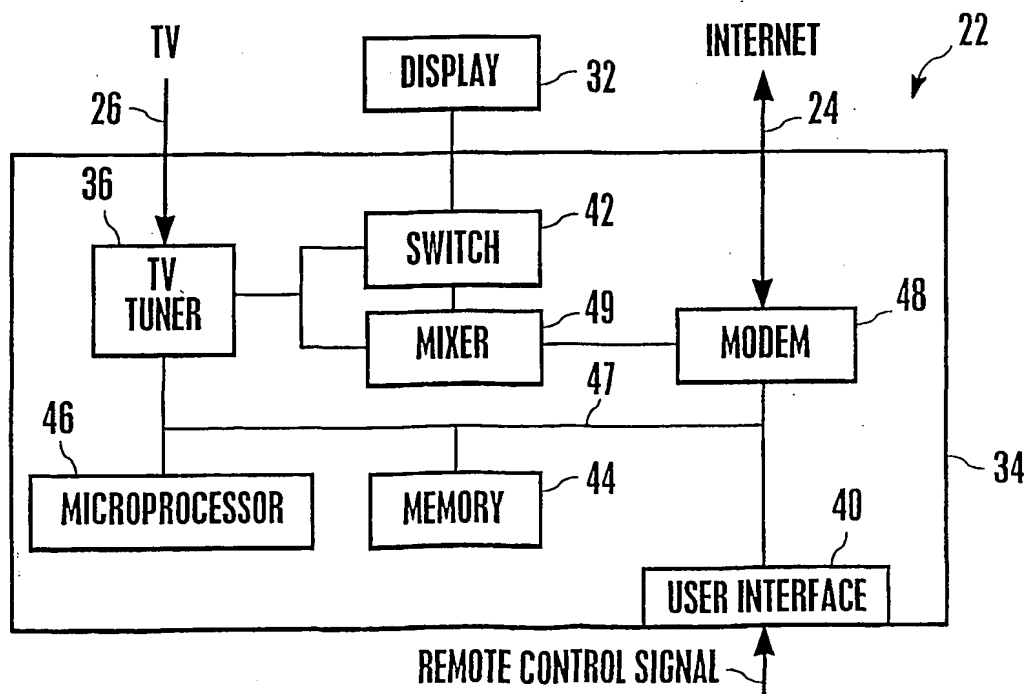 TV
INTERNET
22
DISPLAY
32
26
24
36
42
TV
TUNER
SWITCH
49
48
MIXER
MODEM
47
46
MICROPROCESSOR
MEMORY
44
34
40
USER INTERFACE
REMOTE CONTROL SIGNAL